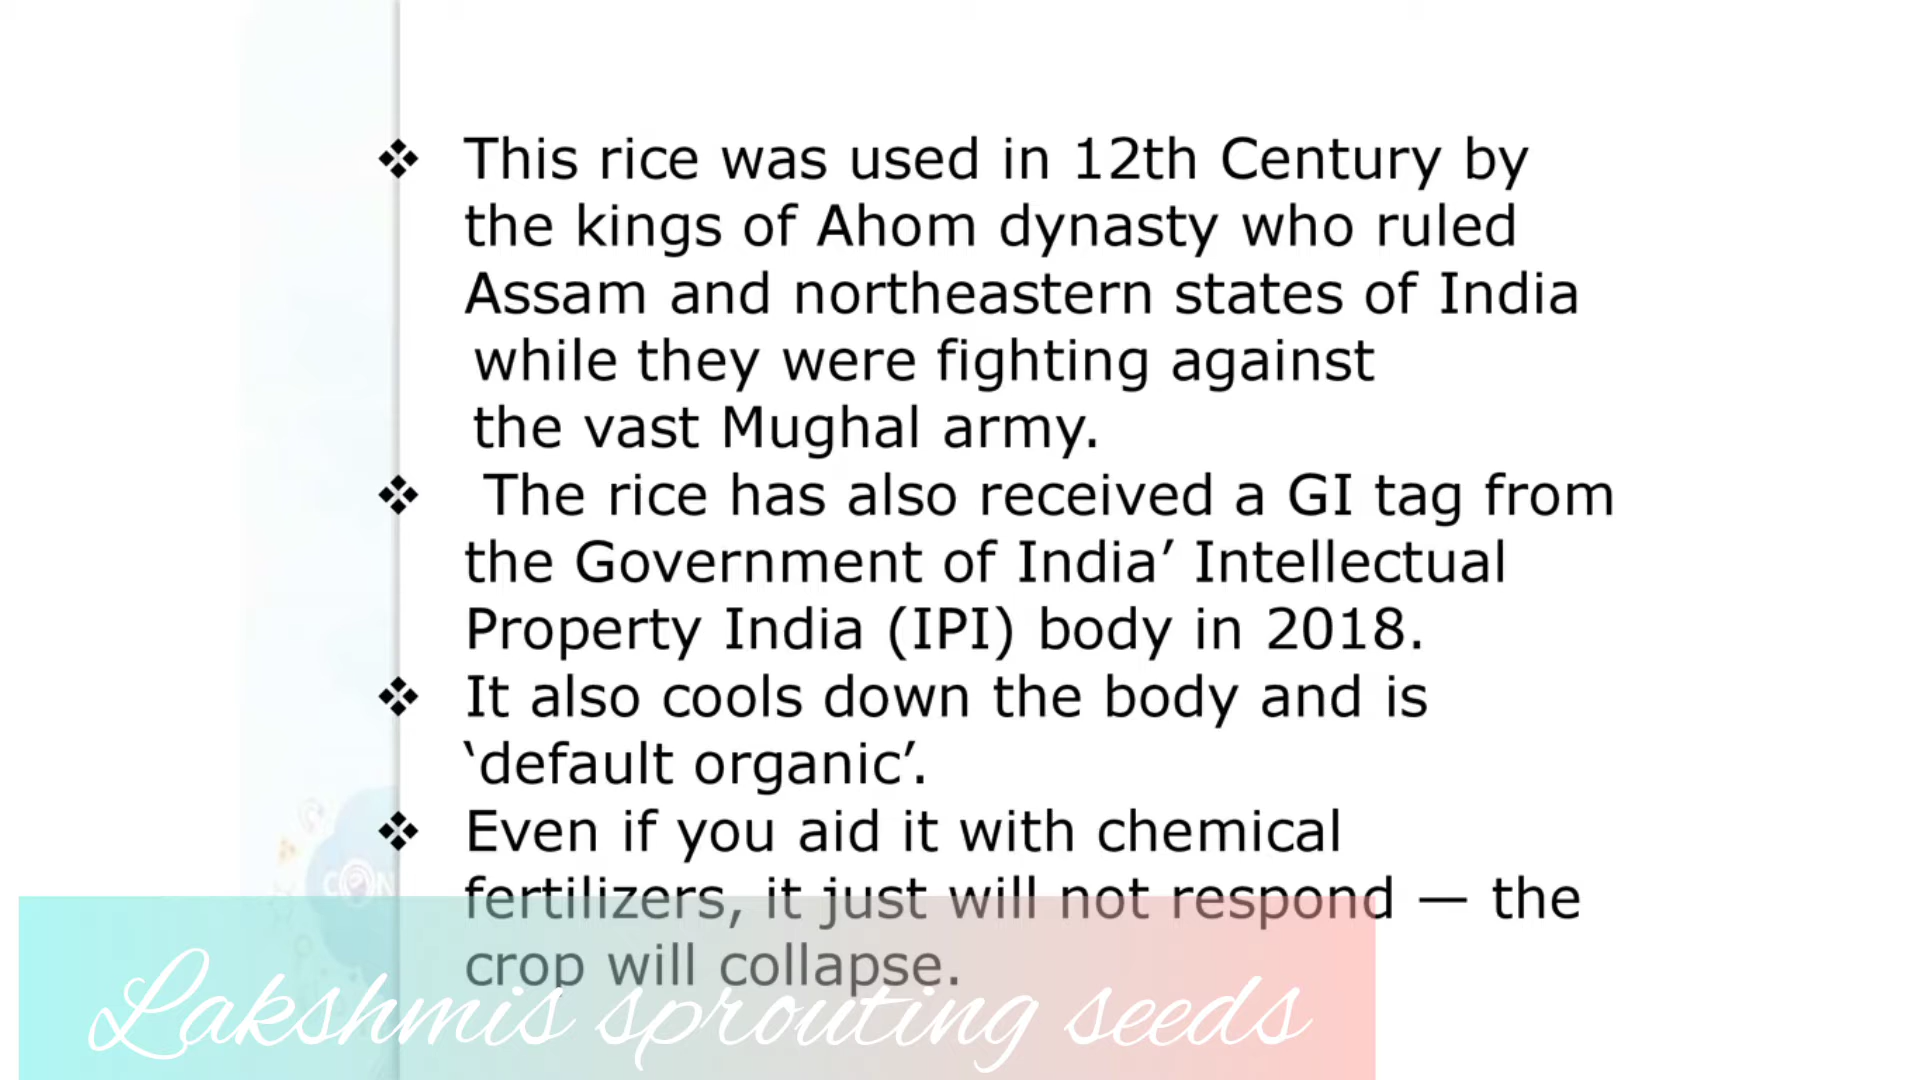 ❖ This rice was used in 12th Century by
the kings of Ahom dynasty who ruled
Assam and northeastern states of India
while they were fighting against
the vast Mughal army.
❖ The rice has also received a GI tag from
the Government of India’ Intellectual
Property India (IPI) body in 2018.
❖ It also cools down the body and is
‘default organic’.
❖ Even if you aid it with chemical
fertilizers, it just will not respond — the
crop will collapse.
Lakshmis sprouting seeds